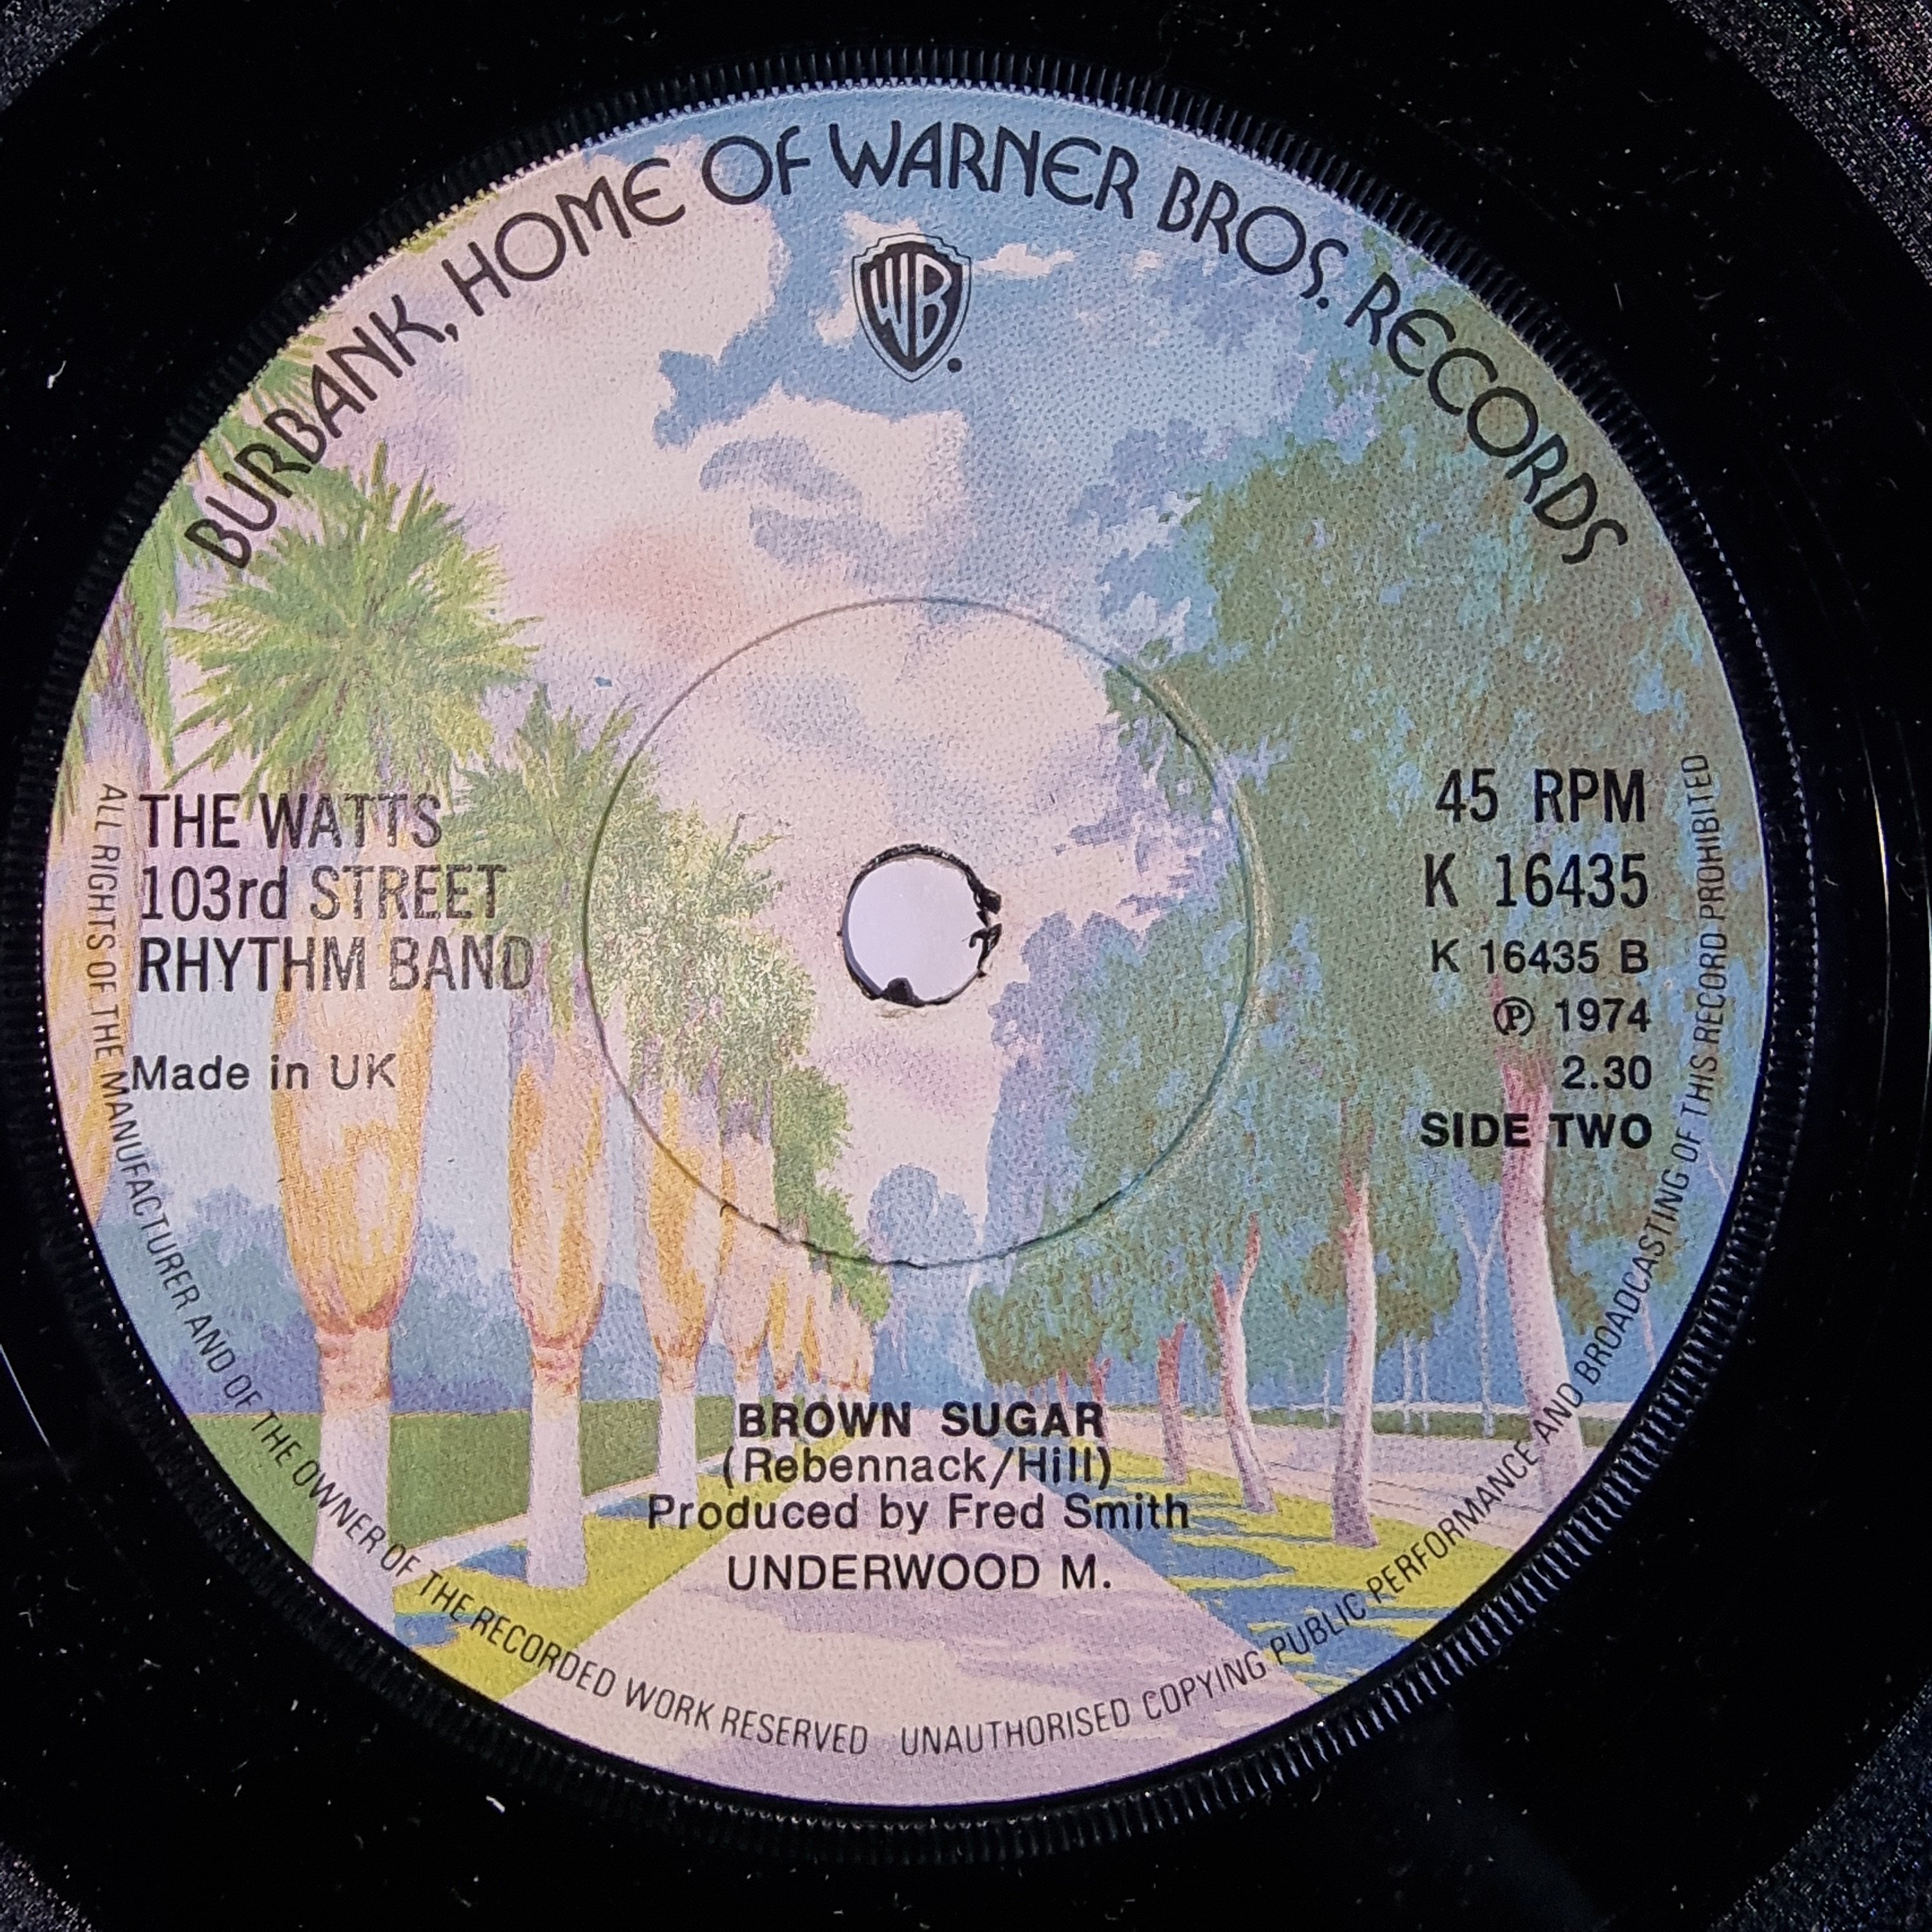 BURBANK, HOME OF WARNER BROS. RECORDS
WB
THE WATTS
103rd STREET
RHYTHM BAND
Made in UK
45 RPM
K 16435
K 16435 B
Ⓟ 1974
2.30
SIDE TWO
BROWN SUGAR
(Rebennack/Hill)
Produced by Fred Smith
UNDERWOOD M.
ALL RIGHTS OF THE MANUFACTURER AND OF THE OWNER OF THE RECORDED WORK RESERVED UNAUTHORISED COPYING PUBLIC PERFORMANCE AND BROADCASTING OF THIS RECORD PROHIBITED